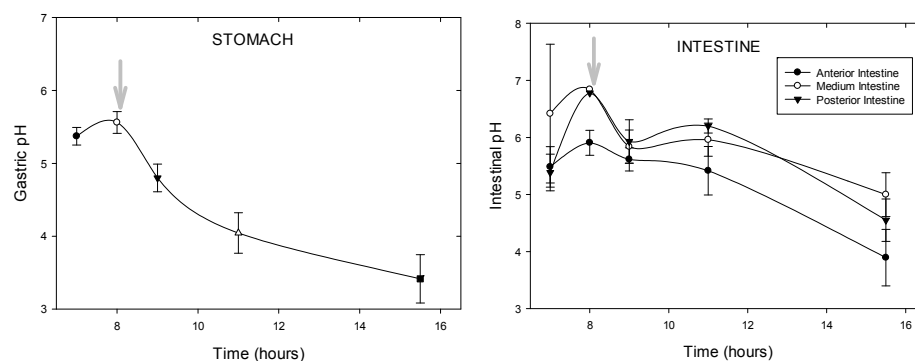 STOMACH
Gastric pH
7
6
5
4
3
8
10
12
14
16
Time (hours)
INTESTINE
Anterior Intestine
Medium Intestine
Posterior Intestine
Intestinal pH
8
7
6
5
4
3
8
10
12
14
16
Time (hours)